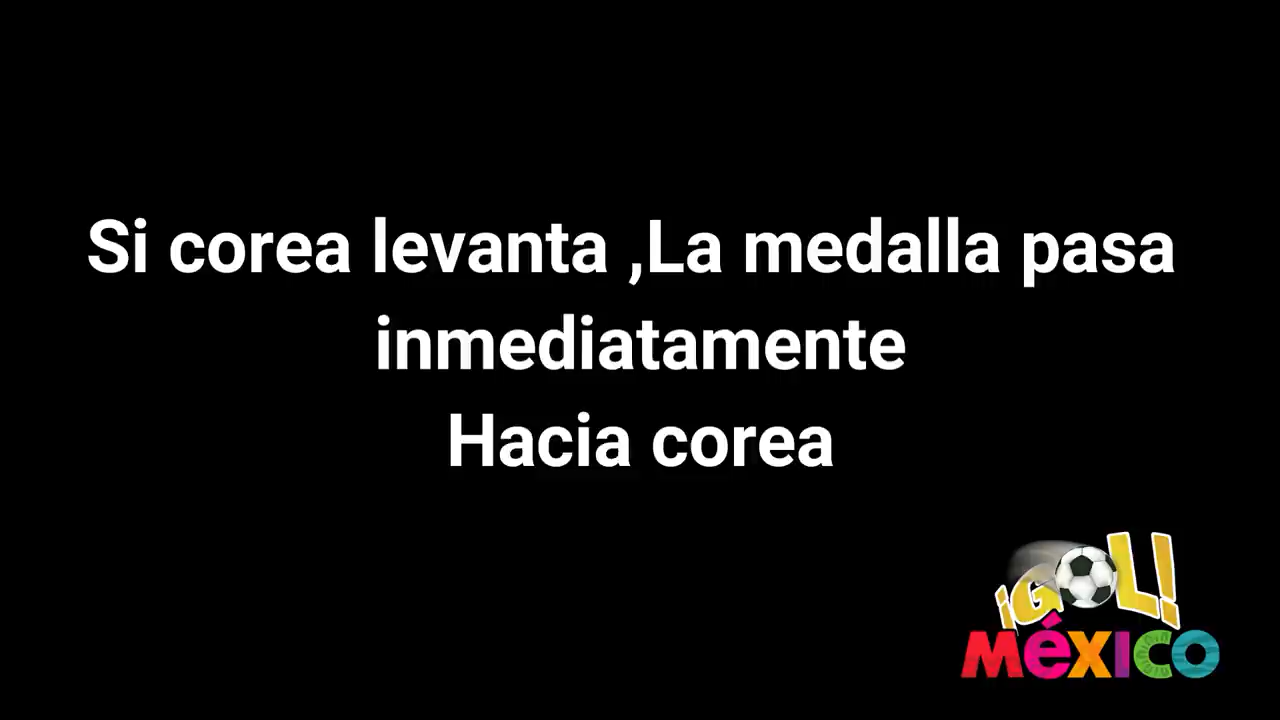 Si corea levanta ,La medalla pasa
inmediatamente
Hacia corea
¡GOL!
MéXICO